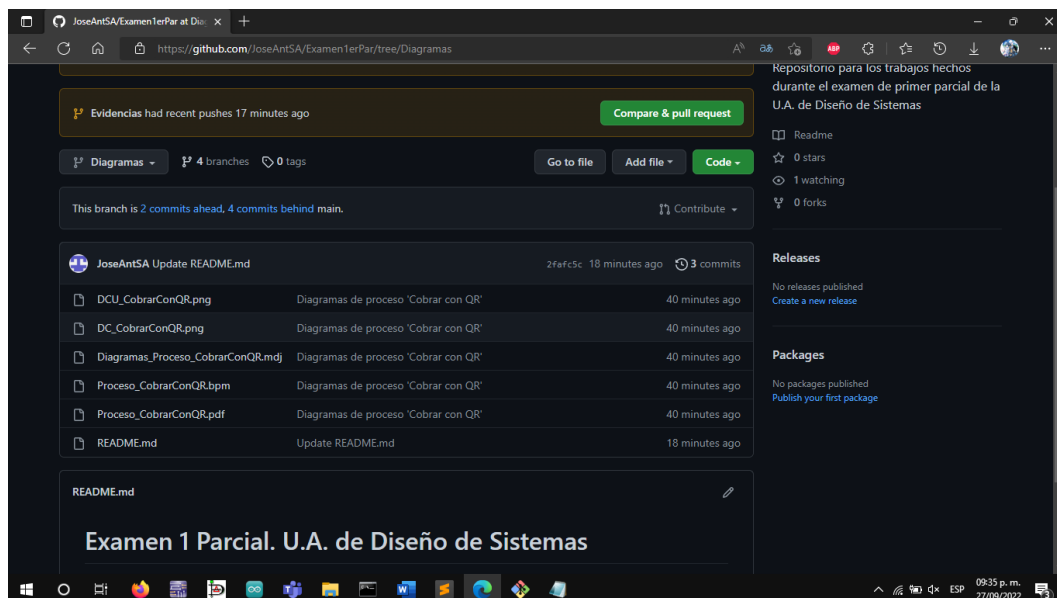 JoseAntSA/Examen1erPar at Dia
https://github.com/JoseAntSA/Examen1erPar/tree/Diagramas
Repositorio para los trabajos hechos
durante el examen de primer parcial de la
U.A. de Diseño de Sistemas
Evidencias had recent pushes 17 minutes ago
Compare & pull request
Readme
Diagramas
4 branches
0 tags
Go to file
Add file
Code
0 stars
1 watching
0 forks
This branch is 2 commits ahead, 4 commits behind main.
Contribute
JoseAntSA Update README.md
2fafc5c 18 minutes ago
3 commits
DCU_CobrarConQR.png Diagramas de proceso 'Cobrar con QR' 40 minutes ago
DC_CobrarConQR.png Diagramas de proceso 'Cobrar con QR' 40 minutes ago
Diagramas_Proceso_CobrarConQR.mdj Diagramas de proceso 'Cobrar con QR' 40 minutes ago
Proceso_CobrarConQR.bpm Diagramas de proceso 'Cobrar con QR' 40 minutes ago
Proceso_CobrarConQR.pdf Diagramas de proceso 'Cobrar con QR' 40 minutes ago
README.md Update README.md 18 minutes ago
Releases
No releases published
Create a new release
Packages
No packages published
Publish your first package
README.md
Examen 1 Parcial. U.A. de Diseño de Sistemas
ESP
09:35 p. m.
27/09/2022